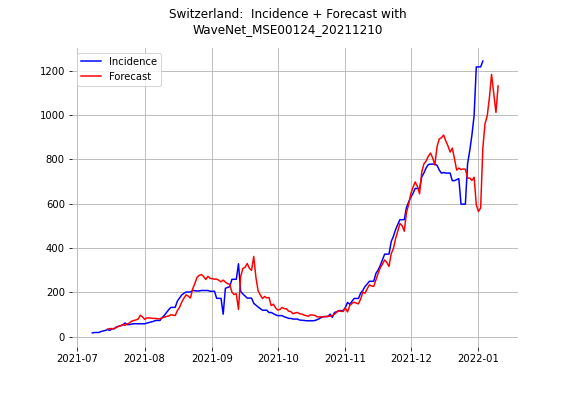 Switzerland:  Incidence + Forecast with
WaveNet_MSE00124_20211210
Incidence
Forecast
1200
1000
800
600
400
200
0
2021-07 2021-08 2021-09 2021-10 2021-11 2021-12 2022-01